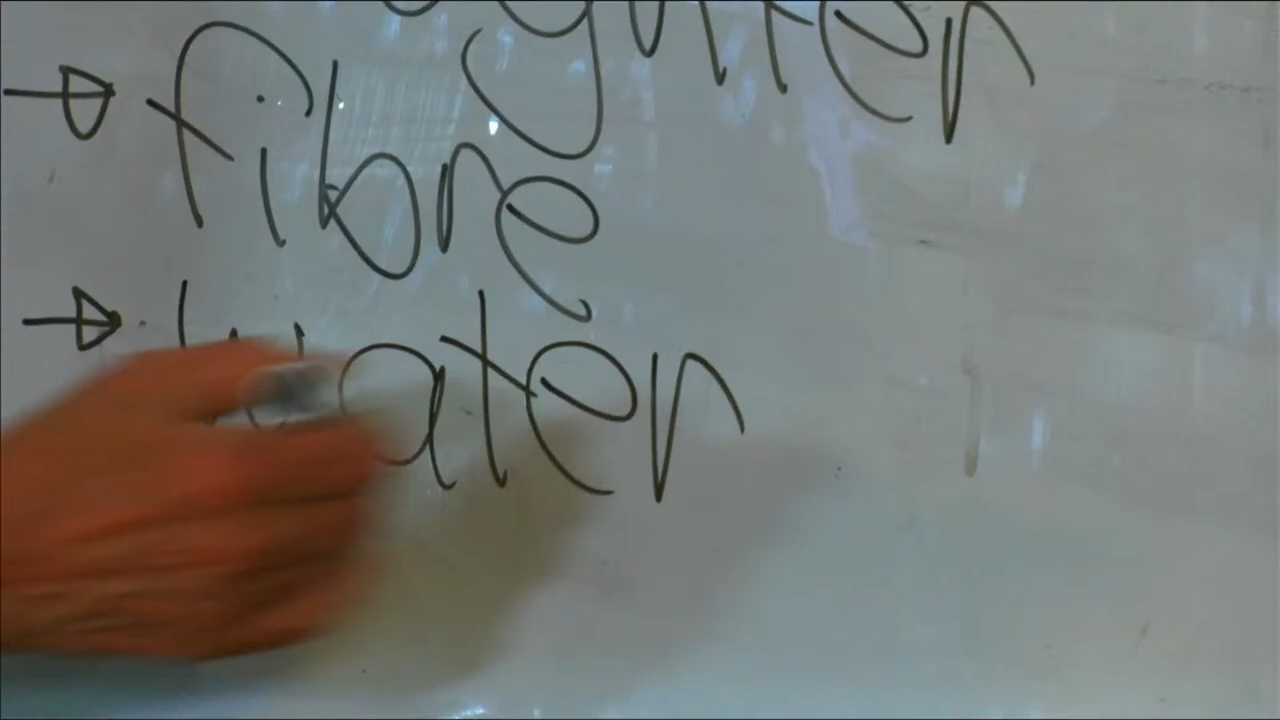 → fibre
→ water